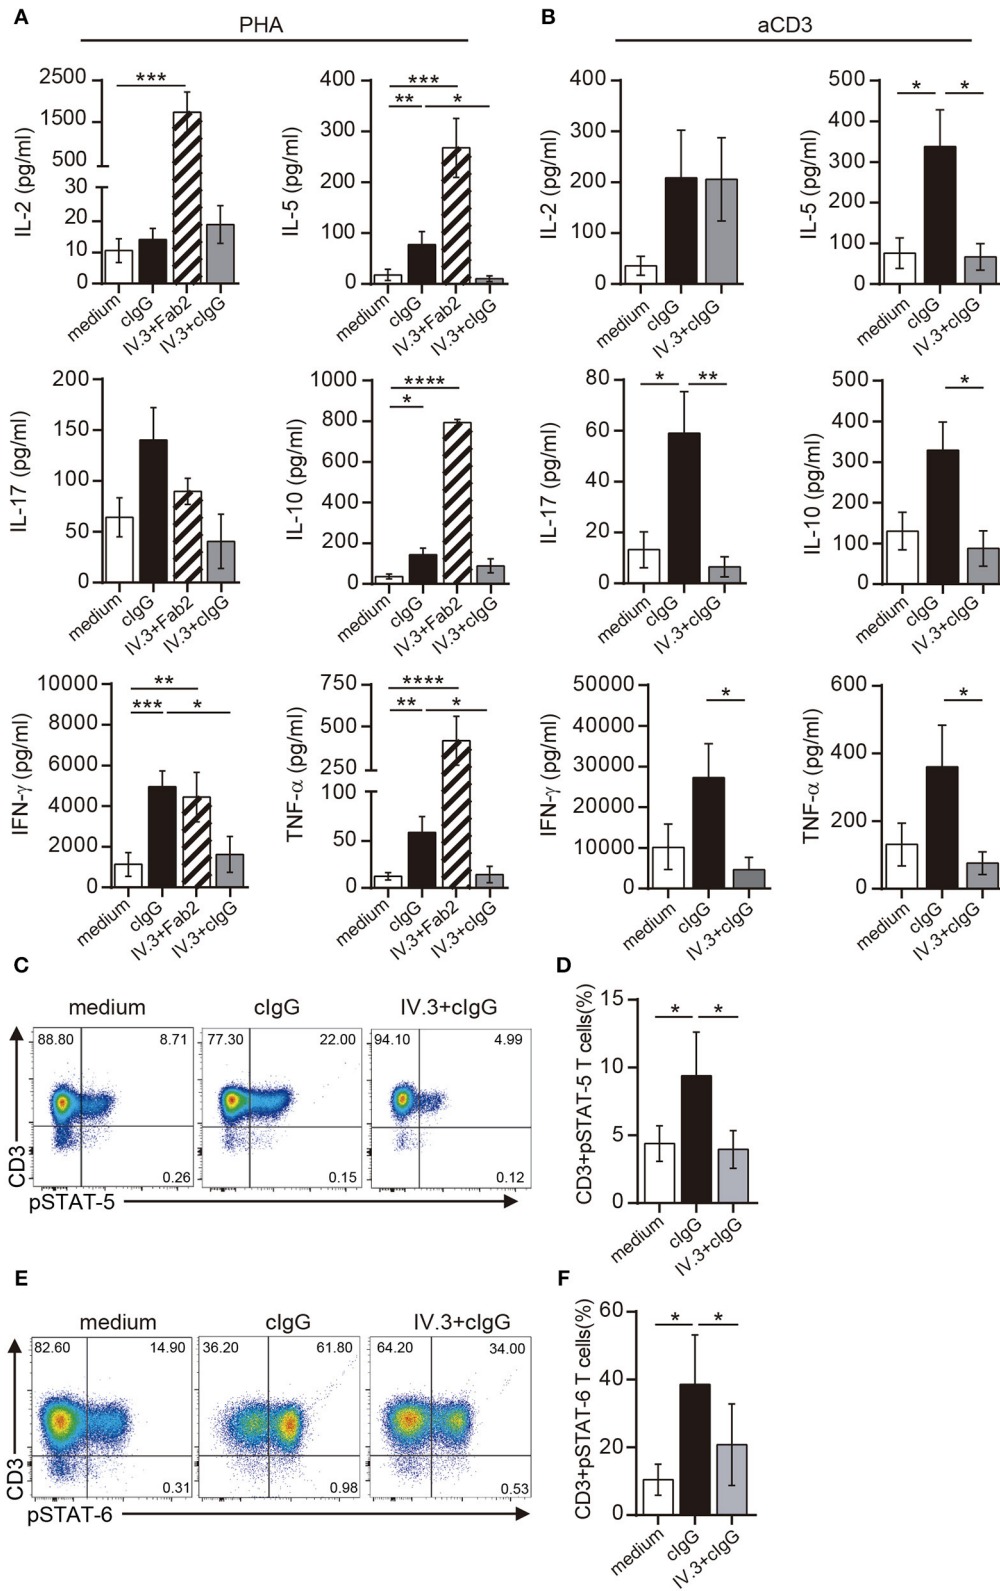 A
B
PHA
aCD3
2500
1500
500
30
20
10
0
IL-2 (pg/ml)
***
medium
cIgG
IV.3+Fab2
IV.3+cIgG
400
300
200
100
0
IL-5 (pg/ml)
***
** *
medium
cIgG
IV.3+Fab2
IV.3+cIgG
400
300
200
100
0
IL-2 (pg/ml)
medium
cIgG
IV.3+cIgG
500
400
300
200
100
0
IL-5 (pg/ml)
* *
medium
cIgG
IV.3+cIgG
200
150
100
50
0
IL-17 (pg/ml)
medium
cIgG
IV.3+Fab2
IV.3+cIgG
1000
800
600
400
200
0
IL-10 (pg/ml)
****
*
medium
cIgG
IV.3+Fab2
IV.3+cIgG
80
60
40
20
0
IL-17 (pg/ml)
* **
medium
cIgG
IV.3+cIgG
500
400
300
200
100
0
IL-10 (pg/ml)
*
medium
cIgG
IV.3+cIgG
10000
8000
6000
4000
2000
0
IFN-γ (pg/ml)
**
*** *
medium
cIgG
IV.3+Fab2
IV.3+cIgG
750
500
250
100
50
0
TNF-α (pg/ml)
****
** *
medium
cIgG
IV.3+Fab2
IV.3+cIgG
50000
40000
30000
20000
10000
0
IFN-γ (pg/ml)
*
medium
cIgG
IV.3+cIgG
600
400
200
0
TNF-α (pg/ml)
*
medium
cIgG
IV.3+cIgG
C
medium cIgG IV.3+cIgG
88.80 8.71 77.30 22.00 94.10 4.99
0.26 0.15 0.12
CD3
pSTAT-5
D
15
10
5
0
CD3+pSTAT-5 T cells(%)
* *
medium
cIgG
IV.3+cIgG
E
medium cIgG IV.3+cIgG
82.60 14.90 36.20 61.80 64.20 34.00
0.31 0.98 0.53
CD3
pSTAT-6
F
60
40
20
0
CD3+pSTAT-6 T cells(%)
* *
medium
cIgG
IV.3+cIgG